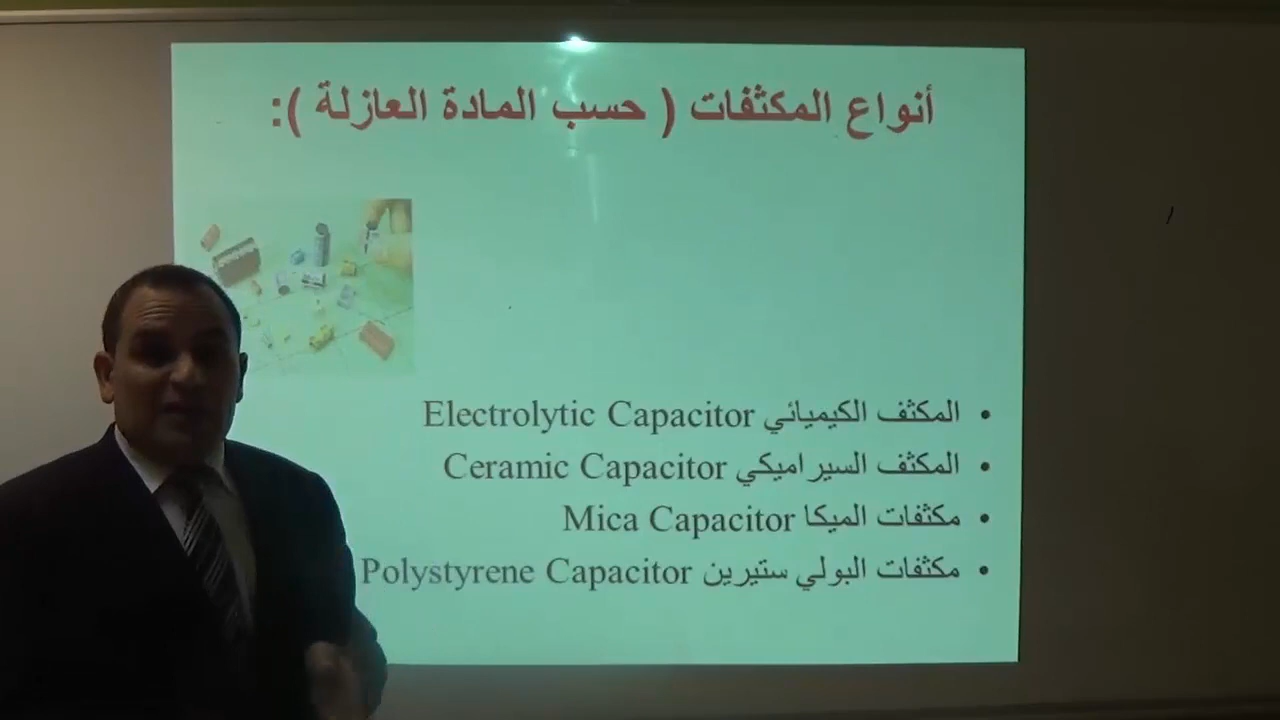 أنواع المكثفات ( حسب المادة العازلة ):
• المكثف الكيميائي Electrolytic Capacitor
• المكثف السيراميكي Ceramic Capacitor
• مكثفات الميكا Mica Capacitor
• مكثفات البولي ستيرين Polystyrene Capacitor